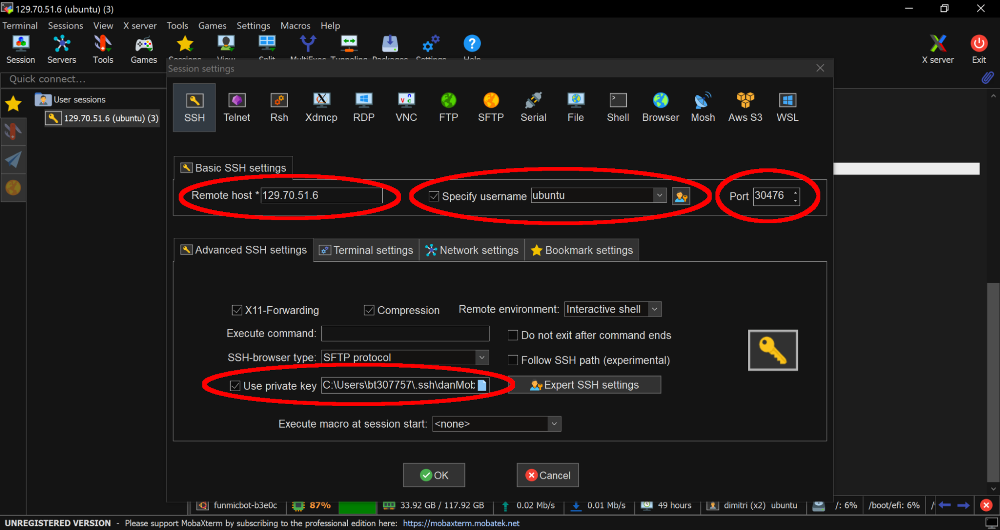 129.70.51.6 (ubuntu) (3)
Terminal Sessions View X server Tools Games Settings Macros Help
Session Servers Tools Games Sessions View Split MultiExec Tunneling Packages Settings Help X server Exit
Session settings
Quick connect...
User sessions
129.70.51.6 (ubuntu) (3)
SSH Telnet Rsh Xdmcp RDP VNC FTP SFTP Serial File Shell Browser Mosh Aws S3 WSL
Basic SSH settings
Remote host * 129.70.51.6 Specify username ubuntu Port 30476
Advanced SSH settings Terminal settings Network settings Bookmark settings
X11-Forwarding Compression Remote environment: Interactive shell
Execute command: Do not exit after command ends
SSH-browser type: SFTP protocol Follow SSH path (experimental)
Use private key C:\Users\bt307757\.ssh\danMob Expert SSH settings
Execute macro at session start: <none>
OK Cancel
funmicbot-b3e0c 87% 33.92 GB / 117.92 GB 0.02 Mb/s 0.01 Mb/s 49 hours dimitri (x2) ubuntu /: 6% /boot/efi: 6% /
UNREGISTERED VERSION - Please support MobaXterm by subscribing to the professional edition here: https://mobaxterm.mobatek.net